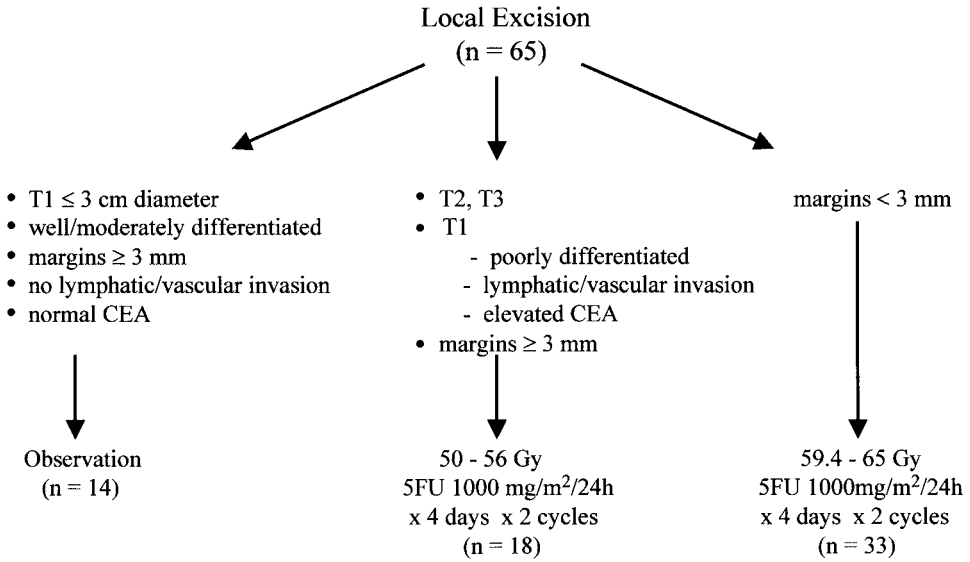 Local Excision
(n = 65)
• T1 ≤ 3 cm diameter
• well/moderately differentiated
• margins ≥ 3 mm
• no lymphatic/vascular invasion
• normal CEA
Observation
(n = 14)
• T2, T3
• T1
- poorly differentiated
- lymphatic/vascular invasion
- elevated CEA
• margins ≥ 3 mm
50 - 56 Gy
5FU 1000 mg/m²/24h
x 4 days x 2 cycles
(n = 18)
margins < 3 mm
59.4 - 65 Gy
5FU 1000mg/m²/24h
x 4 days x 2 cycles
(n = 33)